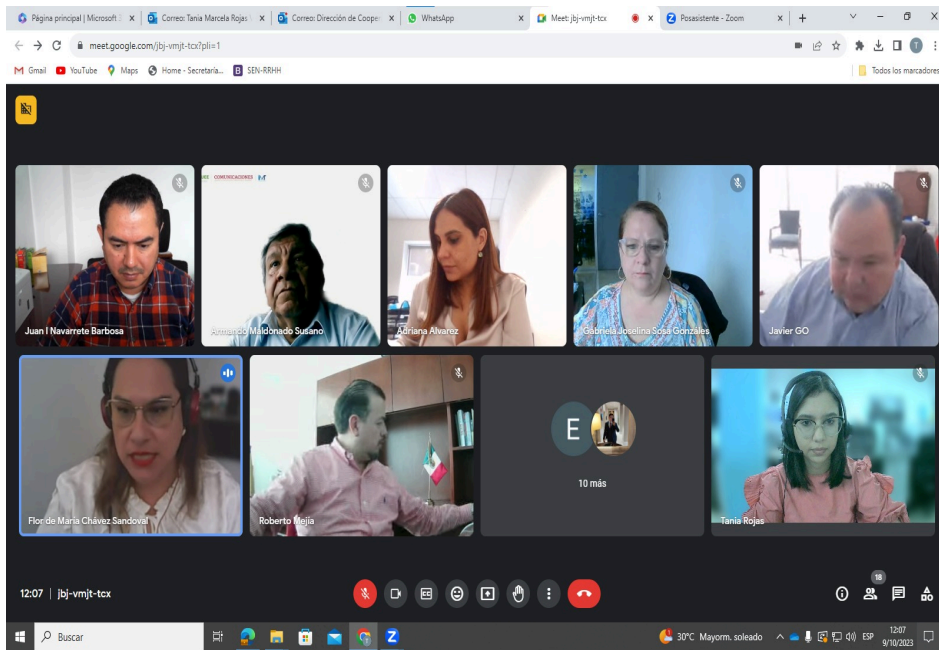 Página principal | Microsoft
Correo: Tania Marcela Rojas
Correo: Dirección de Cooper
WhatsApp
Meet: jbj-vmjt-tcx
Posasistente - Zoom
meet.google.com/jbj-vmjt-tcx?pli=1
T
Gmail
YouTube
Maps
Home - Secretaría...
SEN-RRHH
Todos los marcadores
COMUNICACIONES
Juan I Navarrete Barbosa
Armando Maldonado Susano
Adriana Alvarez
Gabriela Joselina Sosa Gonzáles
Javier GO
Flor de María Chávez Sandoval
Roberto Mejía
E
10 más
Tania Rojas
12:07 | jbj-vmjt-tcx
CC
18
Buscar
30°C Mayorm. soleado
ESP
12:07
9/10/2023